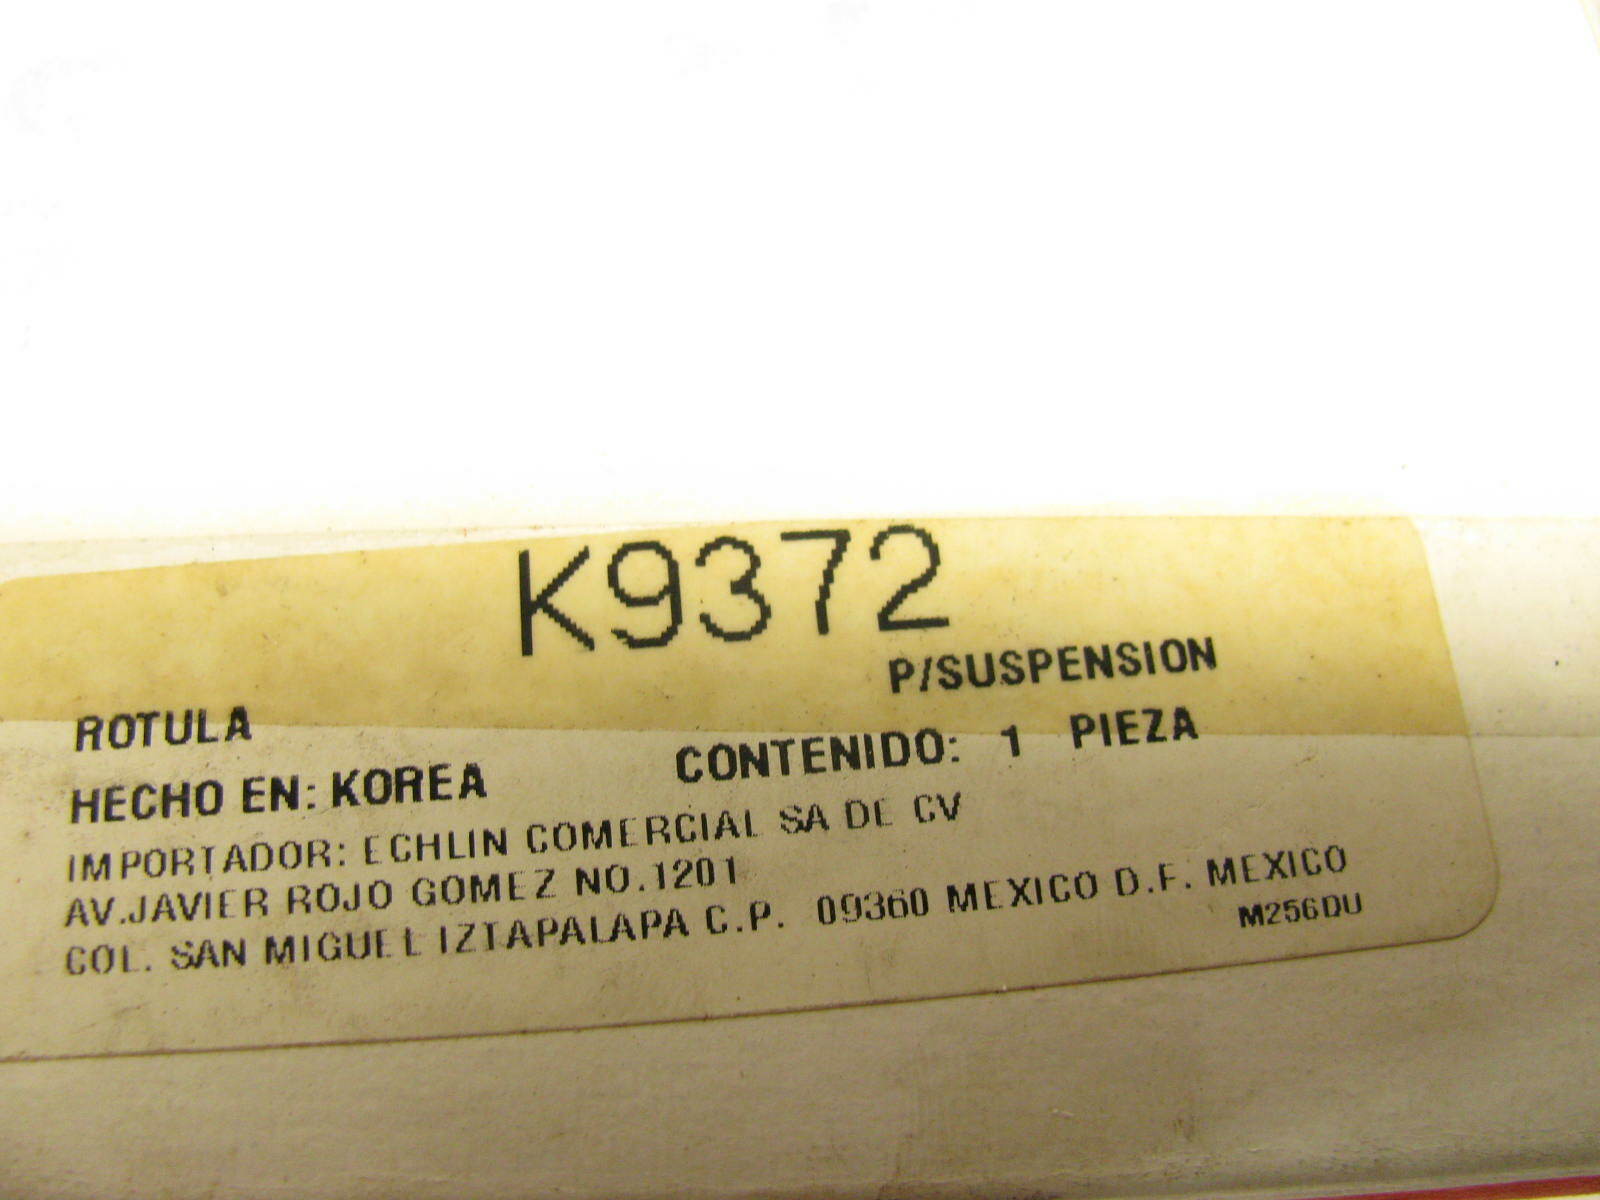 K9372
P/SUSPENSION
ROTULA
CONTENIDO: 1 PIEZA
HECHO EN: KOREA
IMPORTADOR: ECHLIN COMERCIAL SA DE CV
AV.JAVIER ROJO GOMEZ NO.1201
COL. SAN MIGUEL IZTAPALAPA C.P. 09360 MEXICO D.F. MEXICO
M256DU